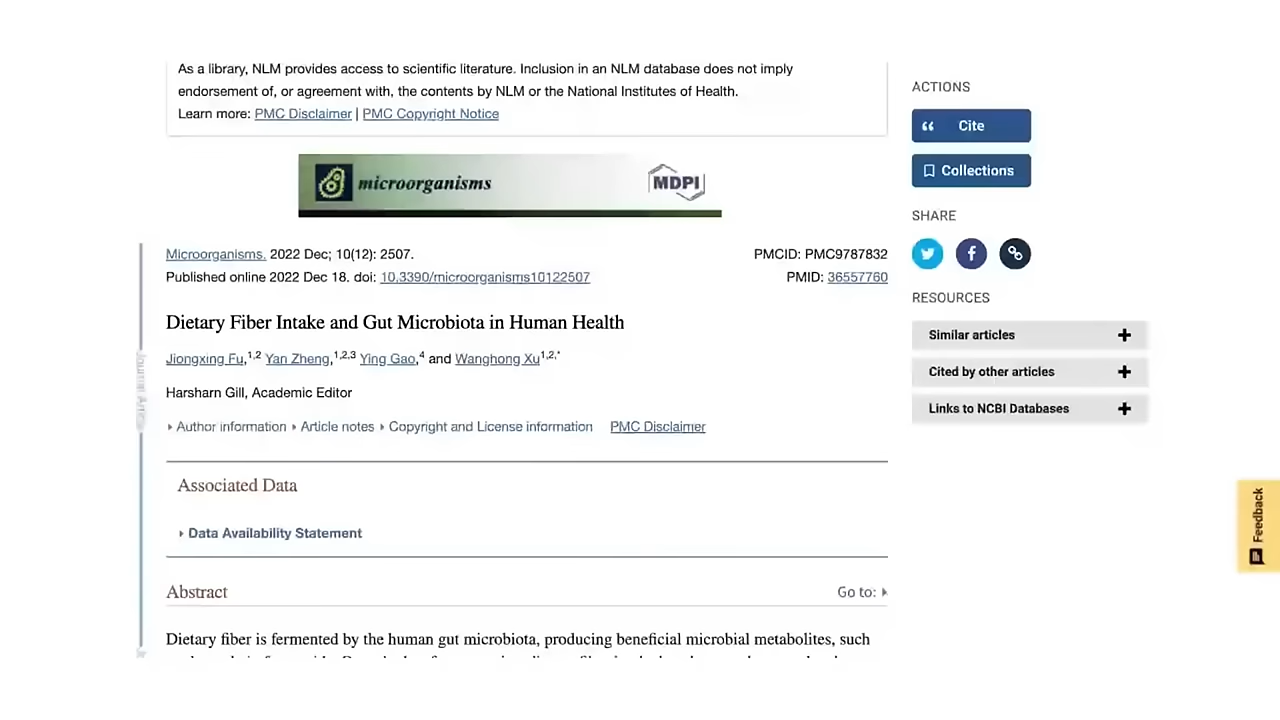 As a library, NLM provides access to scientific literature. Inclusion in an NLM database does not imply
endorsement of, or agreement with, the contents by NLM or the National Institutes of Health.
Learn more: PMC Disclaimer | PMC Copyright Notice
microorganisms
MDPI
Microorganisms. 2022 Dec; 10(12): 2507.
PMCID: PMC9787832
Published online 2022 Dec 18. doi: 10.3390/microorganisms10122507
PMID: 36557760
Dietary Fiber Intake and Gut Microbiota in Human Health
Jiongxing Fu,1,2 Yan Zheng,1,2,3 Ying Gao,4 and Wanghong Xu1,2,*
Harsharn Gill, Academic Editor
Author information Article notes Copyright and License information PMC Disclaimer
Associated Data
Data Availability Statement
Abstract
Go to:
Dietary fiber is fermented by the human gut microbiota, producing beneficial microbial metabolites, such
ACTIONS
Cite
Collections
SHARE
RESOURCES
Similar articles
Cited by other articles
Links to NCBI Databases
Feedback